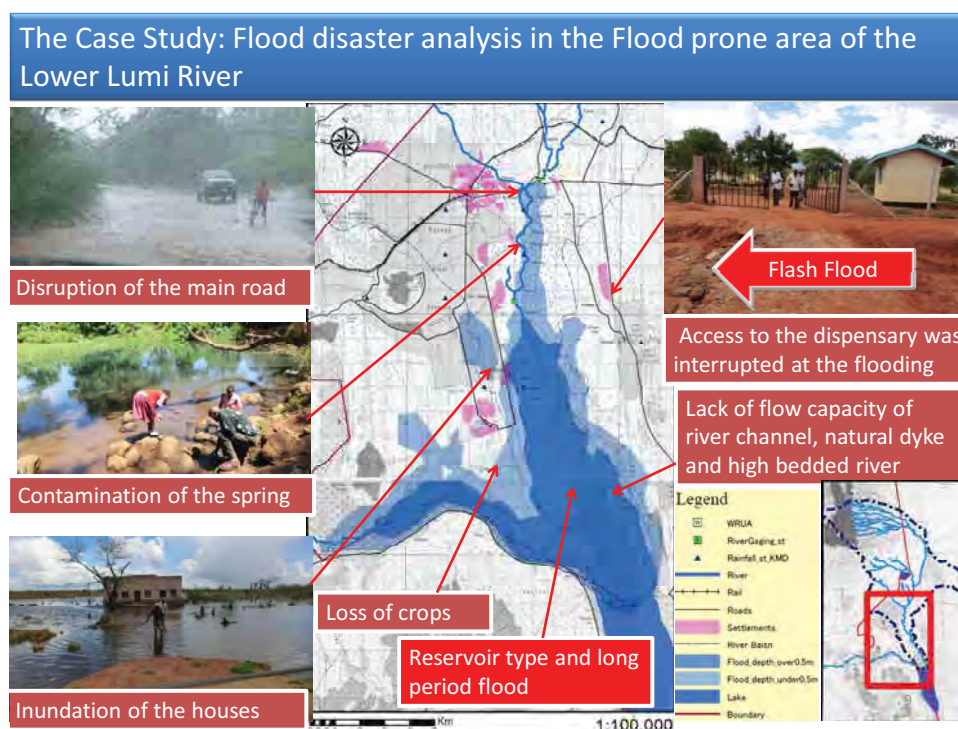 The Case Study: Flood disaster analysis in the Flood prone area of the
Lower Lumi River
Disruption of the main road
Contamination of the spring
Inundation of the houses
Flash Flood
Access to the dispensary was
interrupted at the flooding
Lack of flow capacity of
river channel, natural dyke
and high bedded river
Loss of crops
Reservoir type and long
period flood
Legend
WRUA
RiverGaging_st
Rainfall_st_KMD
River
Rail
Roads
Settlements
River Baisn
Flood_depth_over0.5m
Flood_depth_under0.5m
Lake
Boundary
Km
1:100,000